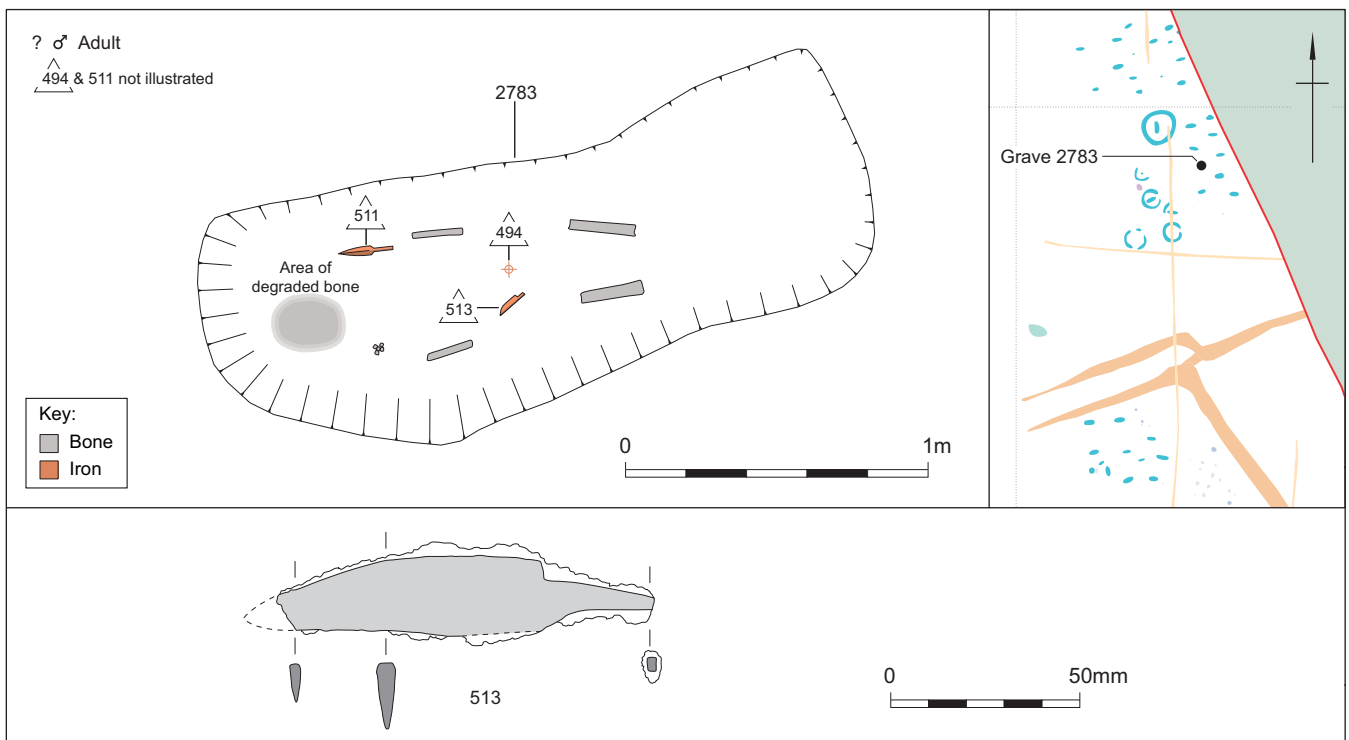 ? ♂ Adult
494 & 511 not illustrated
2783
511
494
Area of
degraded bone
513
Key:
Bone
Iron
0 1m
Grave 2783
513
0 50mm